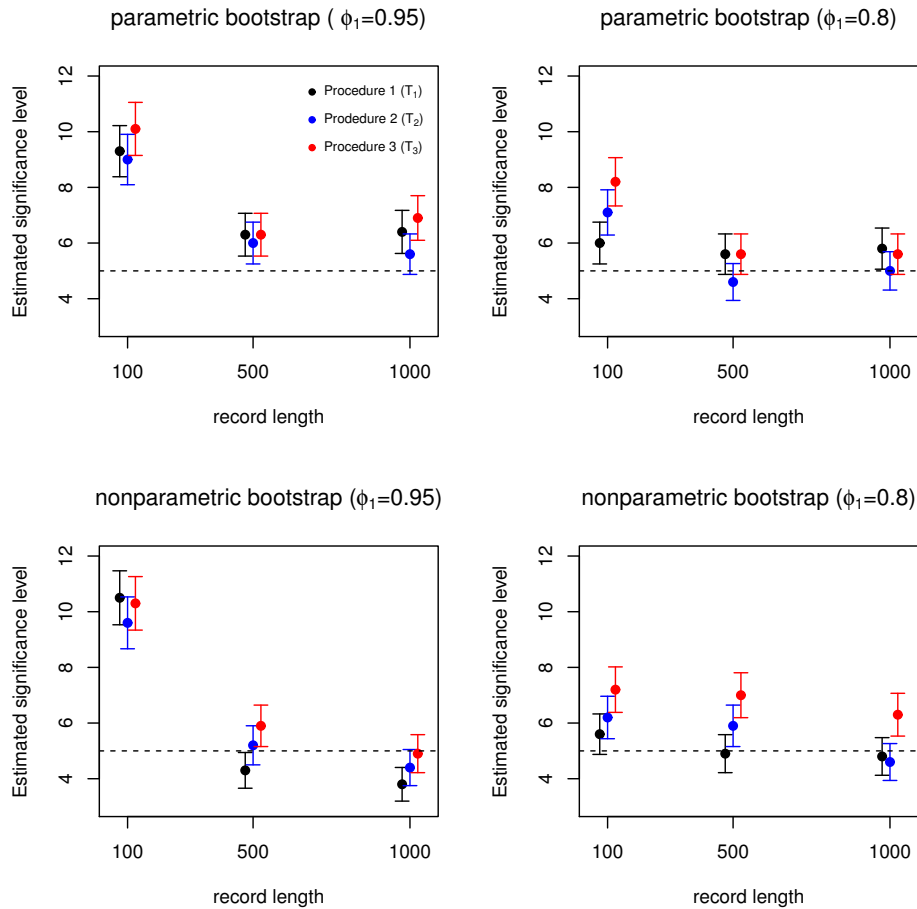 parametric bootstrap ( ϕ1=0.95)
Estimated significance level
12
10
8
6
4
Procedure 1 (T1)
Prodedure 2 (T2)
Procedure 3 (T3)
100
500
1000
record length
parametric bootstrap (ϕ1=0.8)
Estimated significance level
12
10
8
6
4
100
500
1000
record length
nonparametric bootstrap (ϕ1=0.95)
Estimated significance level
12
10
8
6
4
100
500
1000
record length
nonparametric bootstrap (ϕ1=0.8)
Estimated significance level
12
10
8
6
4
100
500
1000
record length